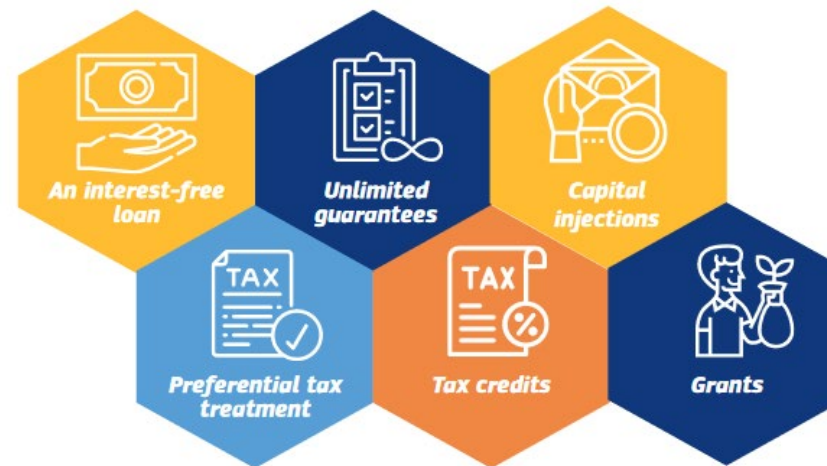 An interest-free
loan
Unlimited
guarantees
Capital
injections
TAX
Preferential tax
treatment
TAX
%
Tax credits
Grants